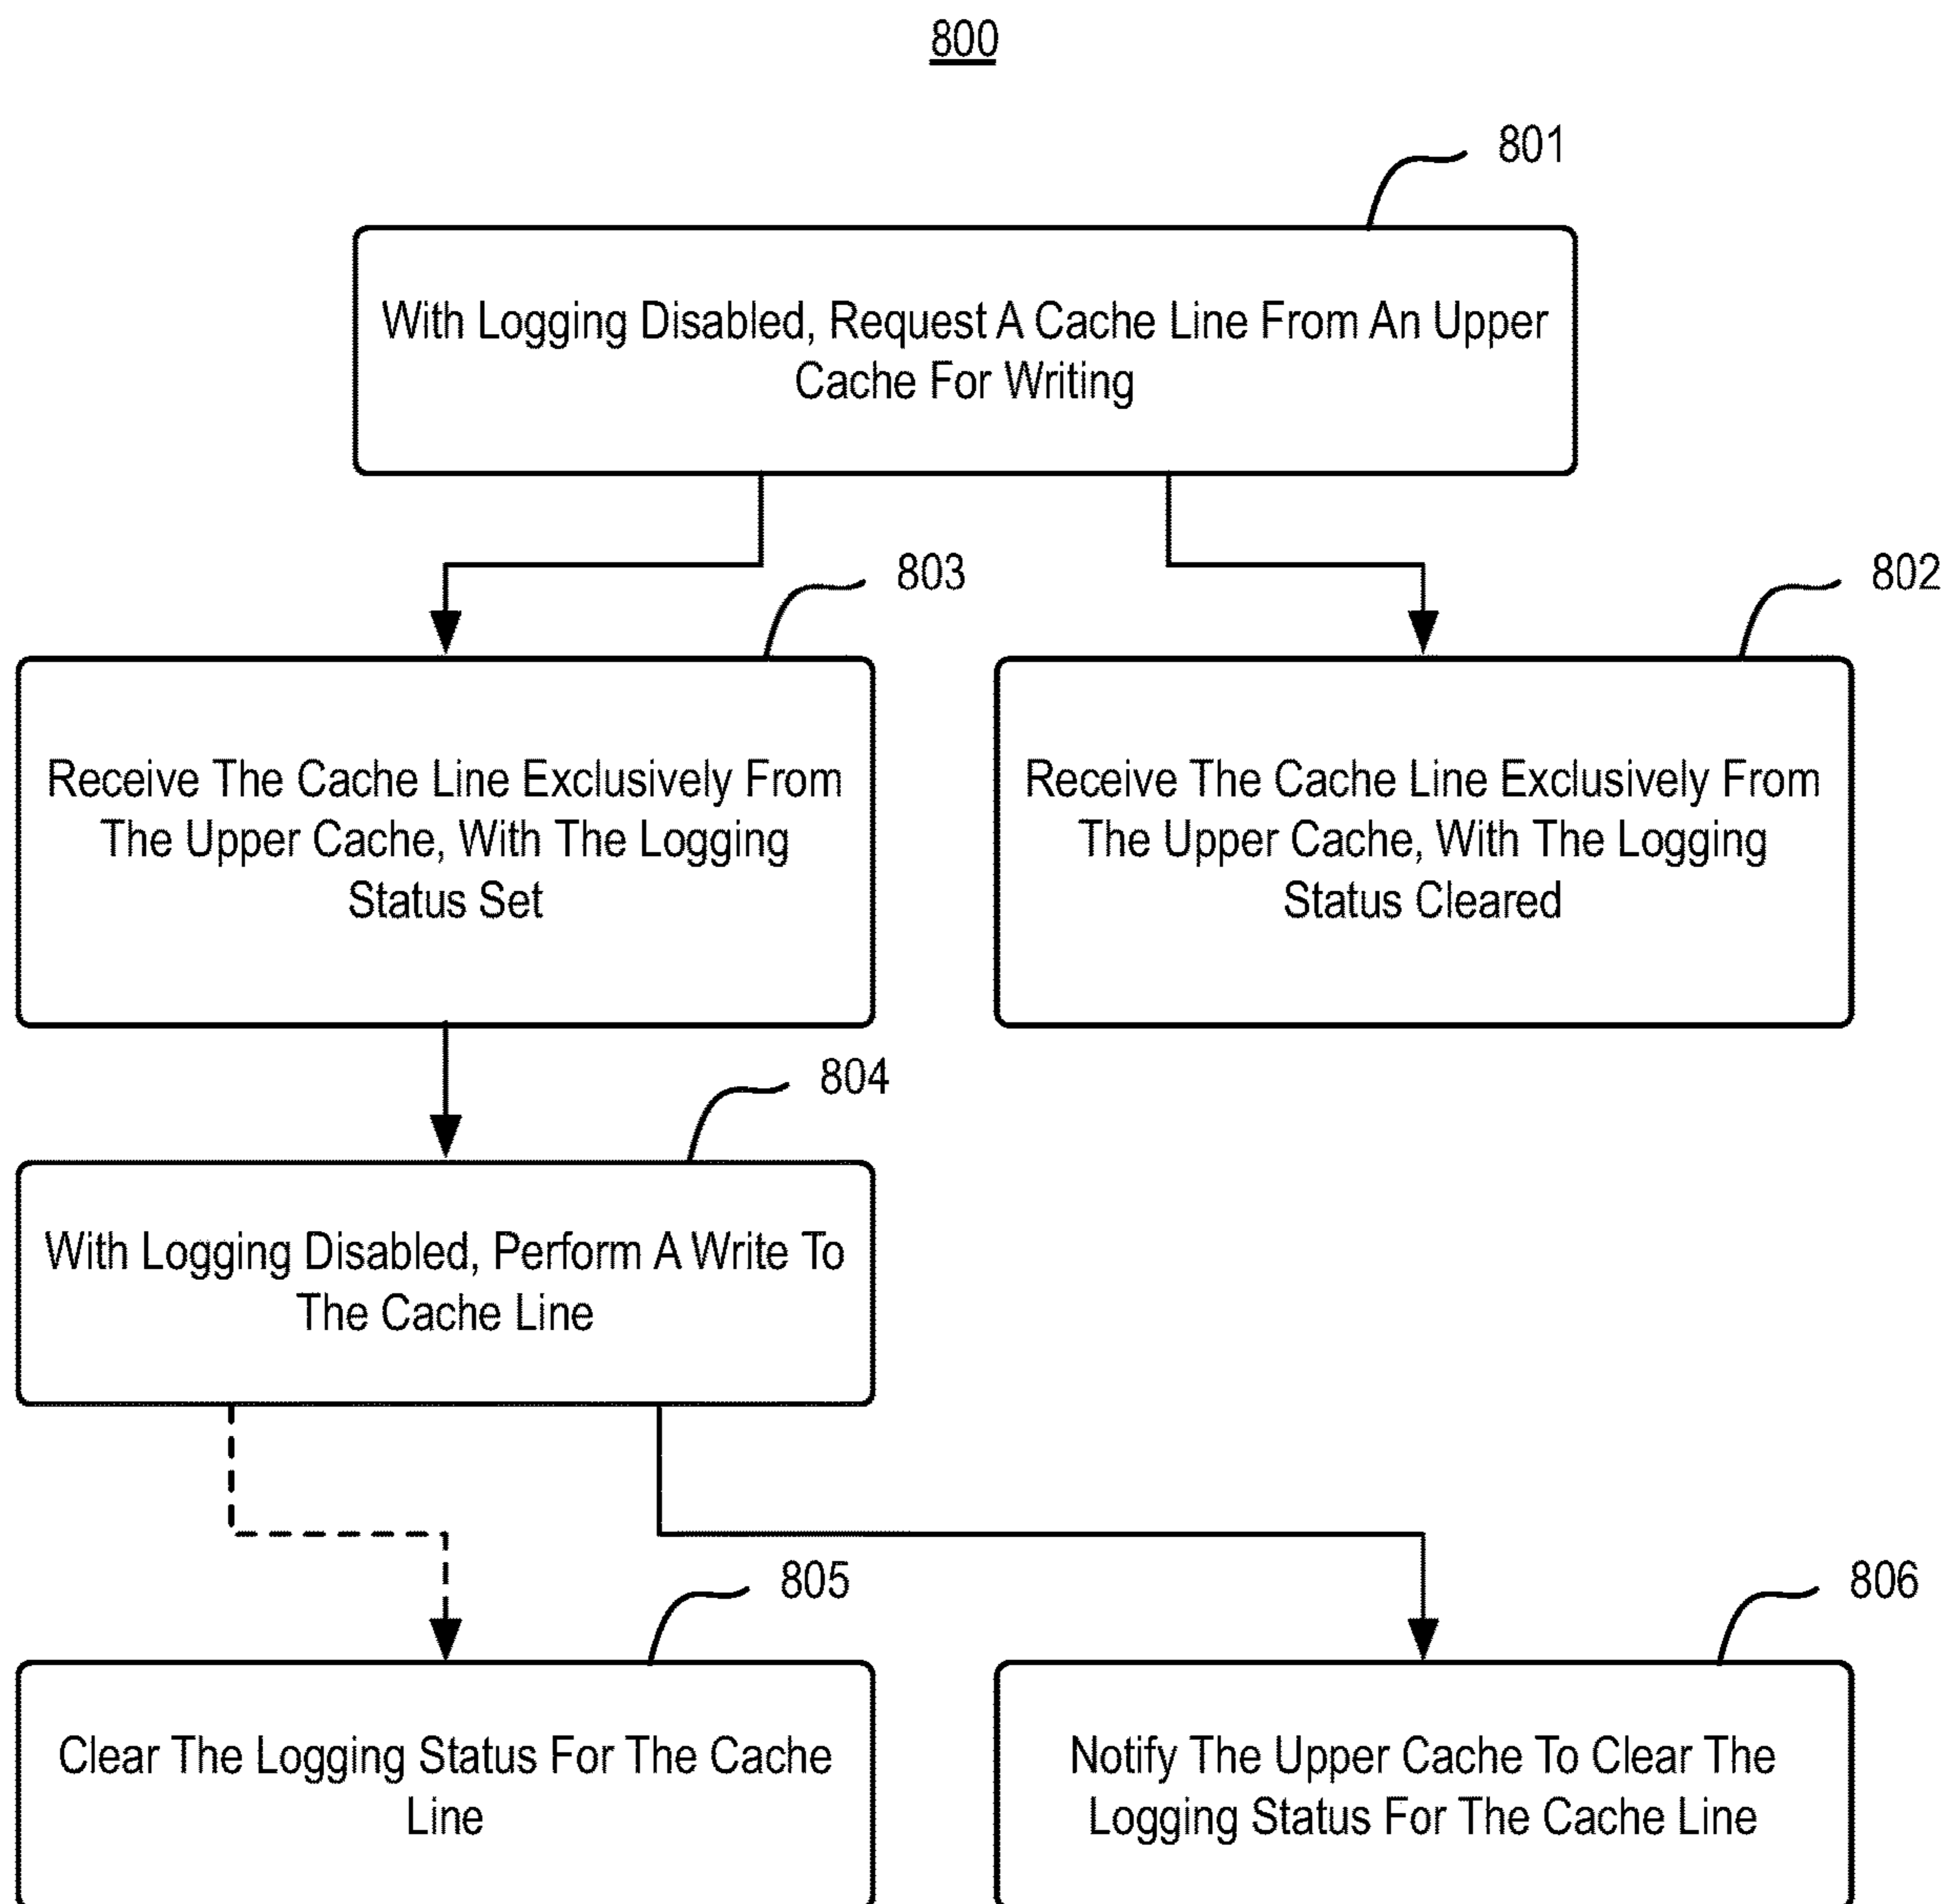 800
801
With Logging Disabled, Request A Cache Line From An Upper
Cache For Writing
803
802
Receive The Cache Line Exclusively From
The Upper Cache, With The Logging
Status Set
Receive The Cache Line Exclusively From
The Upper Cache, With The Logging
Status Cleared
804
With Logging Disabled, Perform A Write To
The Cache Line
805
806
Clear The Logging Status For The Cache
Line
Notify The Upper Cache To Clear The
Logging Status For The Cache Line